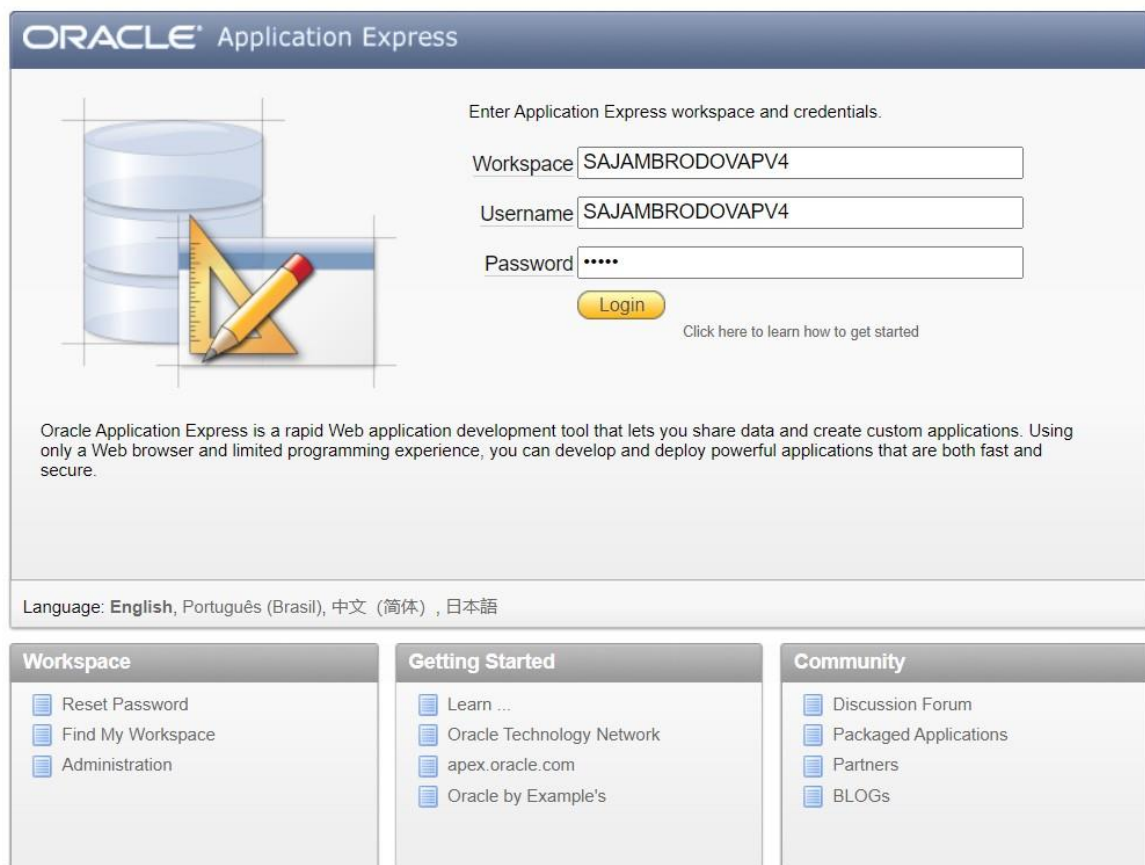 ORACLE® Application Express
Enter Application Express workspace and credentials.
Workspace SAJAMBRODOVAPV4
Username SAJAMBRODOVAPV4
Password •••••
Login
Click here to learn how to get started
Oracle Application Express is a rapid Web application development tool that lets you share data and create custom applications. Using
only a Web browser and limited programming experience, you can develop and deploy powerful applications that are both fast and
secure.
Language: English, Português (Brasil), 中文 (简体) , 日本語
Workspace
Reset Password
Find My Workspace
Administration
Getting Started
Learn ...
Oracle Technology Network
apex.oracle.com
Oracle by Example's
Community
Discussion Forum
Packaged Applications
Partners
BLOGs